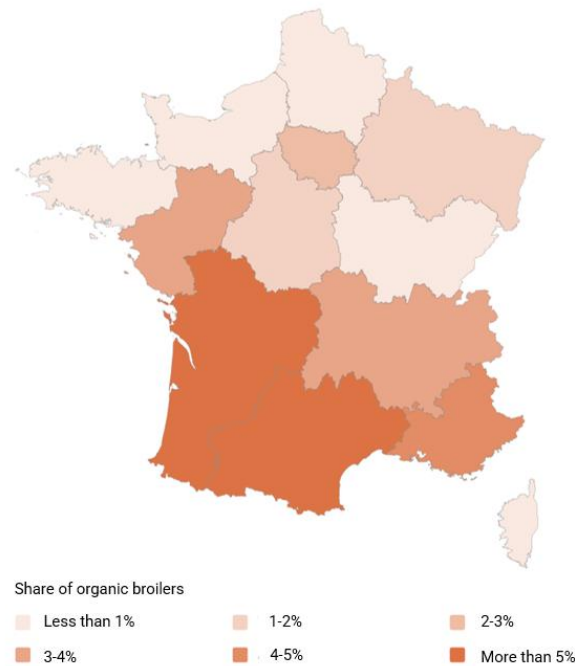 Share of organic broilers
Less than 1% 1-2% 2-3%
3-4% 4-5% More than 5%